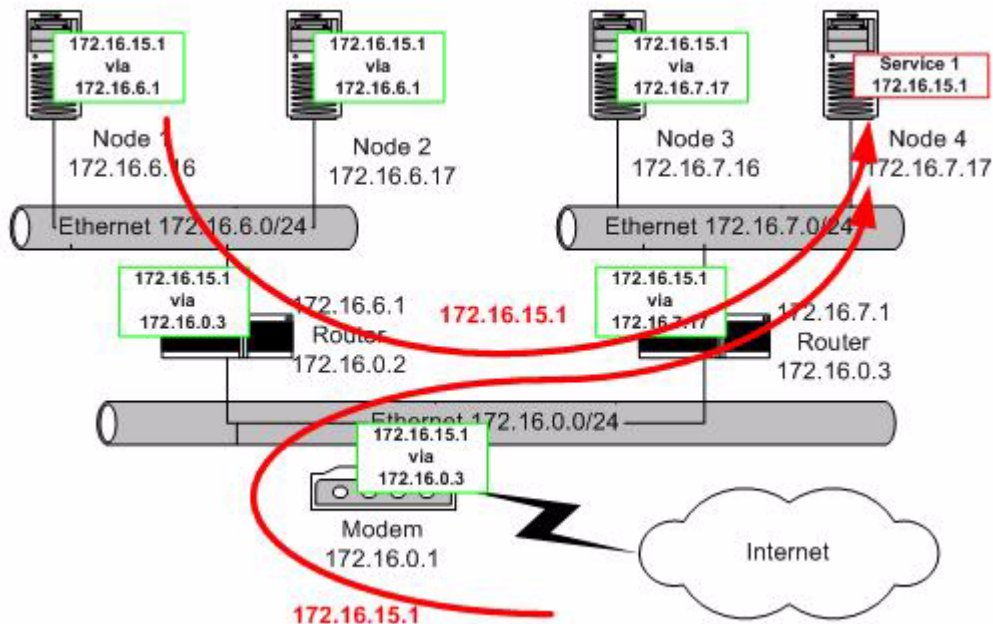 172.16.15.1
via
172.16.6.1
172.16.15.1
via
172.16.6.1
172.16.15.1
via
172.16.7.17
Service 1
172.16.15.1
Node 1
172.16.6.16
Node 2
172.16.6.17
Node 3
172.16.7.16
Node 4
172.16.7.17
Ethernet 172.16.6.0/24
Ethernet 172.16.7.0/24
172.16.15.1
via
172.16.0.3
172.16.6.1
Router
172.16.0.2
172.16.15.1
172.16.15.1
via
172.16.7.17
172.16.7.1
Router
172.16.0.3
Ethernet 172.16.0.0/24
172.16.15.1
via
172.16.0.3
Modem
172.16.0.1
Internet
172.16.15.1